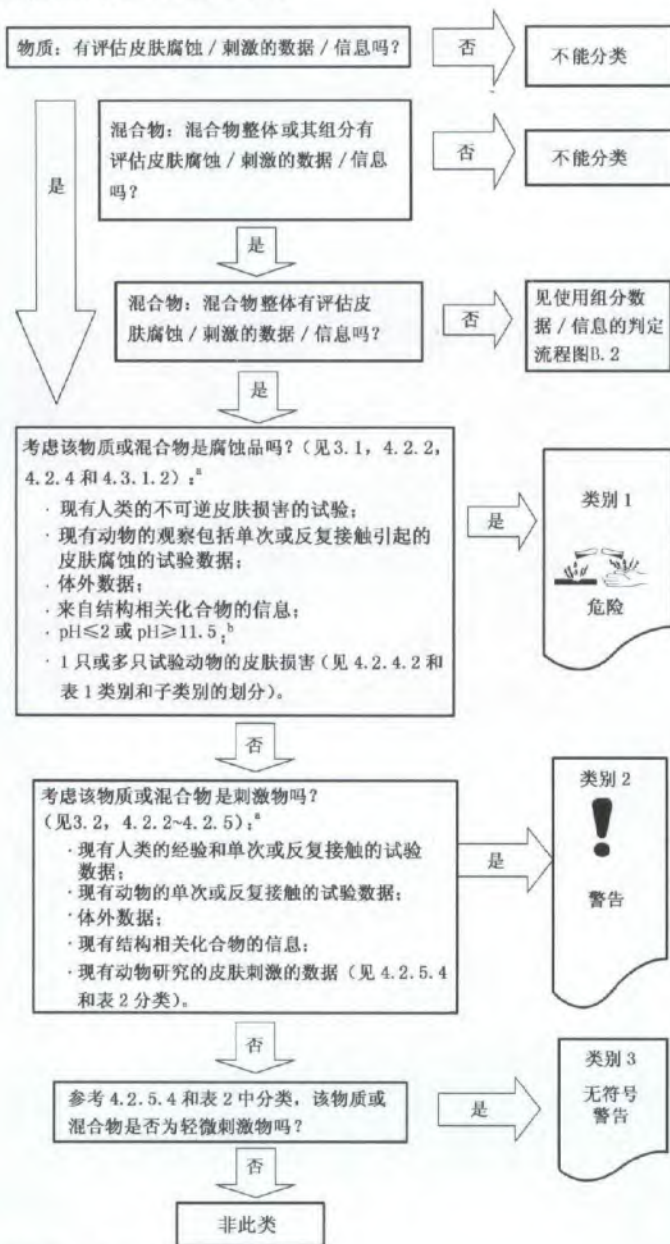 物质：有评估皮肤腐蚀／刺激的数据／信息吗？
否
不能分类
是
混合物：混合物整体或其组分有
评估皮肤腐蚀／刺激的数据／信息
吗？
否
不能分类
是
混合物：混合物整体有评估皮
肤腐蚀／刺激的数据／信息吗？
否
见使用组分数
据／信息的判定
流程图B.2
是
考虑该物质或混合物是腐蚀品吗？（见3.1，4.2.2，
4.2.4和4.3.1.2）：a
·现有人类的不可逆皮肤损害的试验；
·现有动物的观察包括单次或反复接触引起的
皮肤腐蚀的试验数据；
·体外数据；
·来自结构相关化合物的信息；
·pH≤2或pH≥11.5；b
·1只或多只试验动物的皮肤损害（见4.2.4.2和
表1类别和子类别的划分）。
是
类别1
危险
否
考虑该物质或混合物是刺激物吗？
（见3.2，4.2.2~4.2.5）：a
·现有人类的经验和单次或反复接触的试验
数据；
·现有动物的单次或反复接触的试验数据；
·体外数据；
·现有结构相关化合物的信息；
·现有动物研究的皮肤刺激的数据（见4.2.5.4
和表2分类）。
是
类别2
警告
否
参考4.2.5.4和表2中分类，该物质或
混合物是否为轻微刺激物吗？
是
类别3
无符号
警告
否
非此类